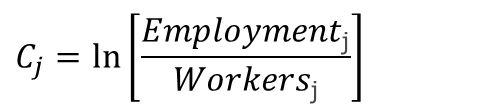 C_j = ln [ Employment_j / Workers_j ]